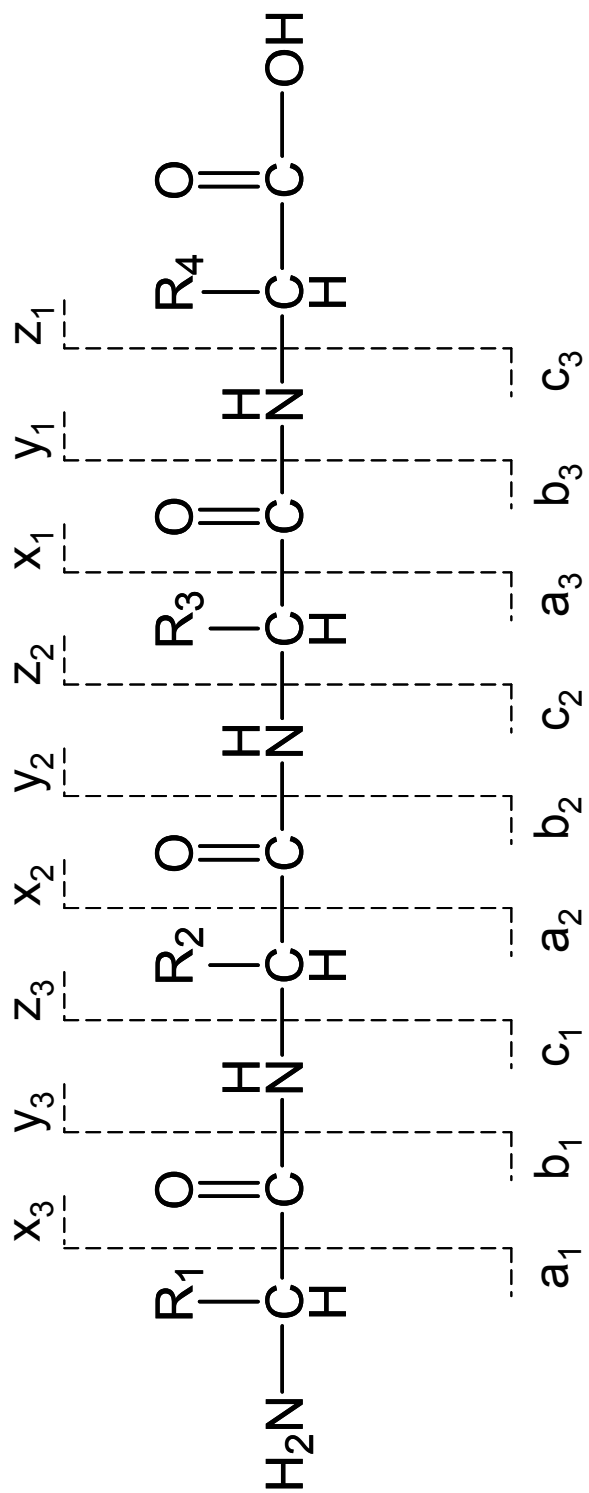 x₃ y₃ z₃ x₂ y₂ z₂ x₁ y₁ z₁
R₁ O R₂ O R₃ O R₄ O
H H H
H₂N C C N C C N C C N C C OH
H H H H
a₁ b₁ c₁ a₂ b₂ c₂ a₃ b₃ c₃